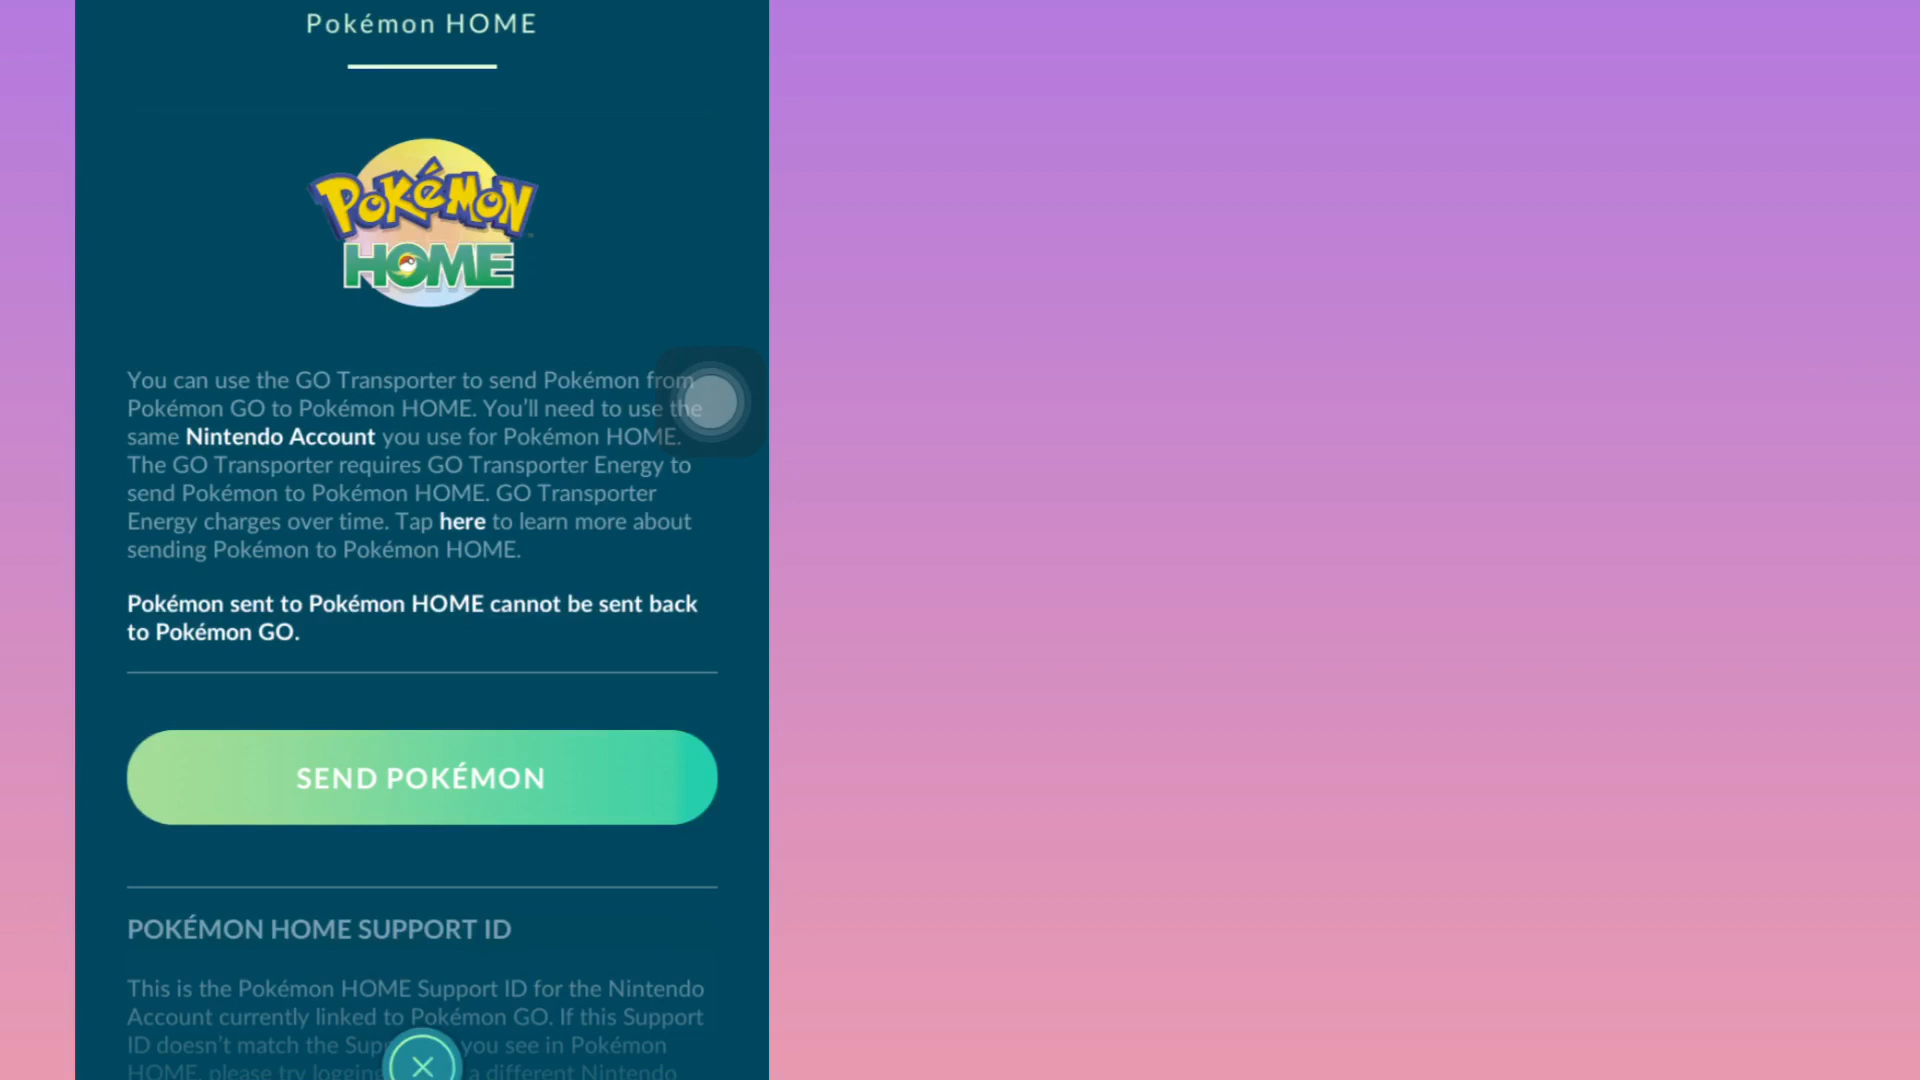 Pokémon HOME
POKéMON
HOME
You can use the GO Transporter to send Pokémon from
Pokémon GO to Pokémon HOME. You’ll need to use the
same Nintendo Account you use for Pokémon HOME.
The GO Transporter requires GO Transporter Energy to
send Pokémon to Pokémon HOME. GO Transporter
Energy charges over time. Tap here to learn more about
sending Pokémon to Pokémon HOME.
Pokémon sent to Pokémon HOME cannot be sent back
to Pokémon GO.
SEND POKÉMON
POKÉMON HOME SUPPORT ID
This is the Pokémon HOME Support ID for the Nintendo
Account currently linked to Pokémon GO. If this Support
ID doesn’t match the you see in Pokémon
HOME, please try logging a different Nintendo